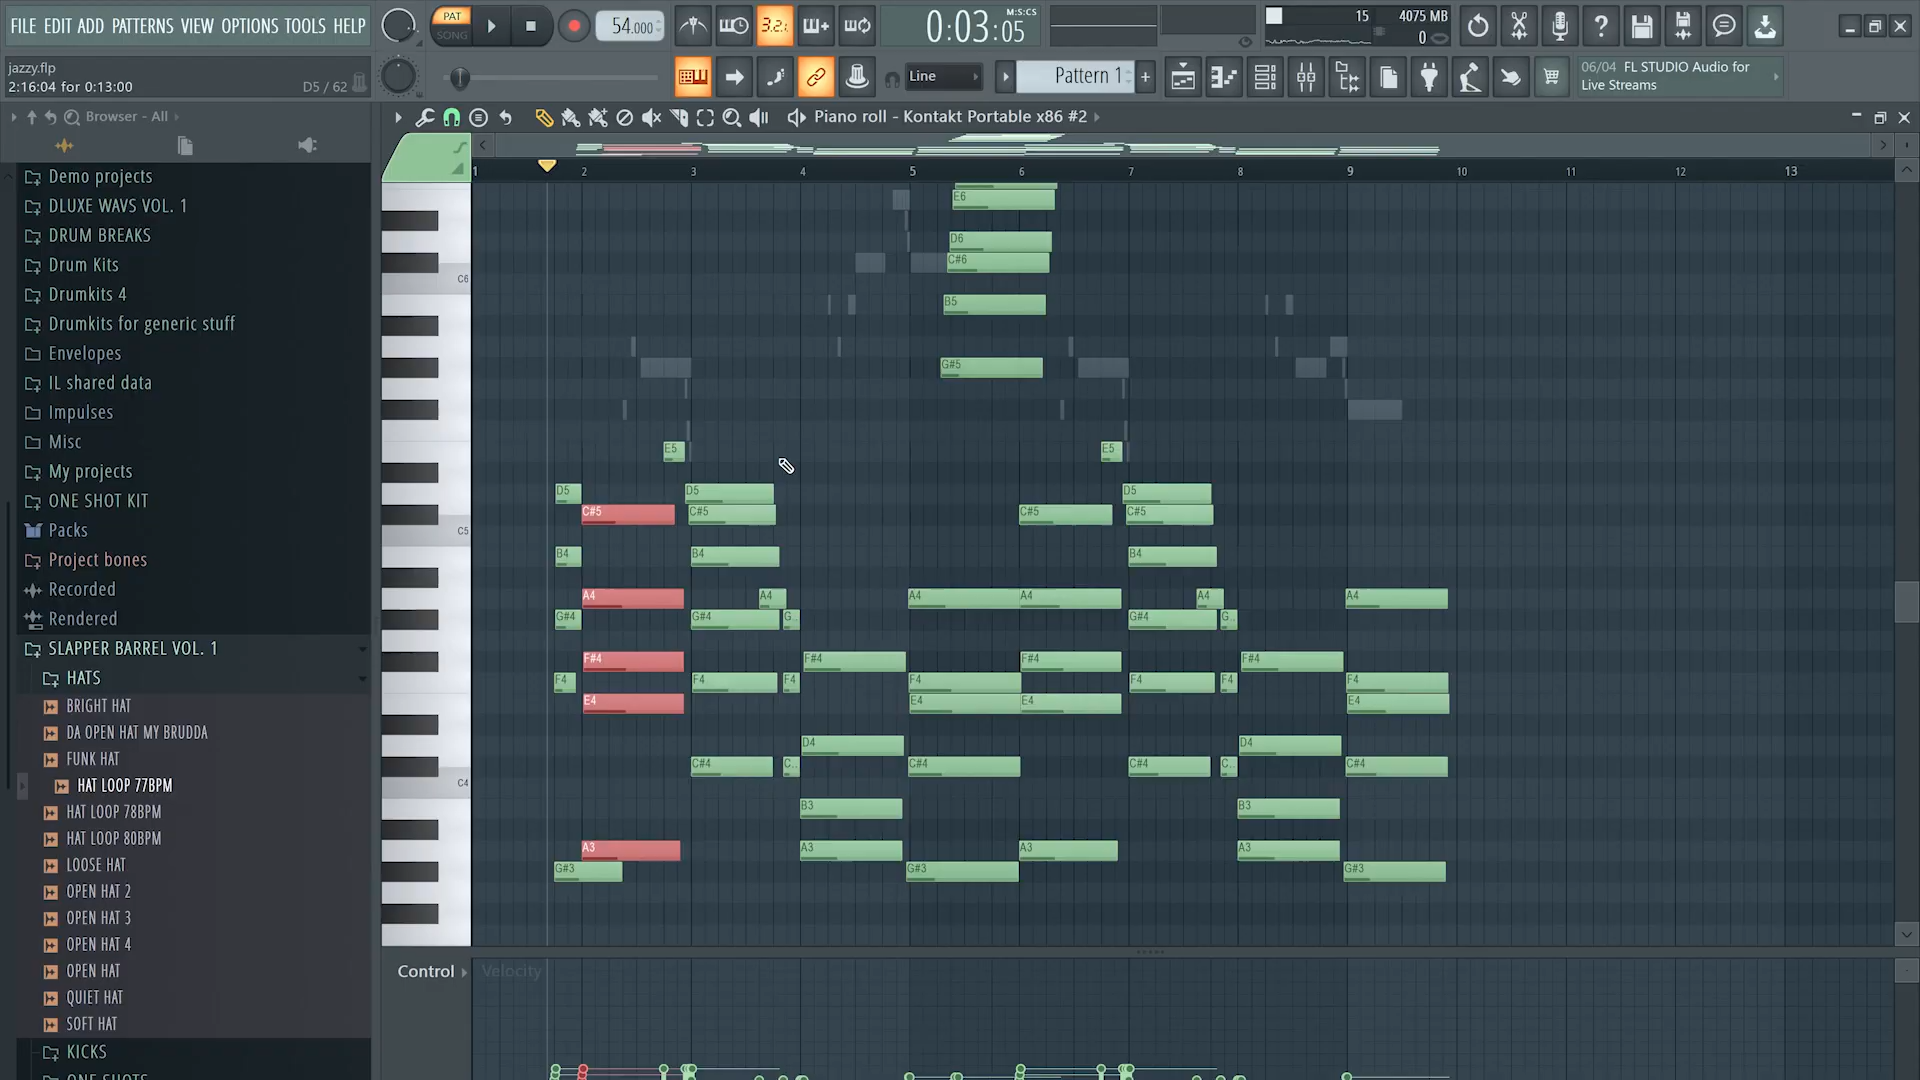 FILE EDIT ADD PATTERNS VIEW OPTIONS TOOLS HELP
PAT
SONG
54.000
3.2.
0:03:05
M:S:CS
15
4075 MB
0
jazzy.flp
2:16:04 for 0:13:00
D5 / 62
Line
Pattern 1
06/04 FL STUDIO Audio for
Live Streams
Browser - All
Piano roll - Kontakt Portable x86 #2
1 2 3 4 5 6 7 8 9 10 11 12 13
Demo projects
DLUXE WAVS VOL. 1
DRUM BREAKS
Drum Kits
Drumkits 4
Drumkits for generic stuff
Envelopes
IL shared data
Impulses
Misc
My projects
ONE SHOT KIT
Packs
Project bones
Recorded
Rendered
SLAPPER BARREL VOL. 1
HATS
BRIGHT HAT
DA OPEN HAT MY BRUDDA
FUNK HAT
HAT LOOP 77BPM
HAT LOOP 78BPM
HAT LOOP 80BPM
LOOSE HAT
OPEN HAT 2
OPEN HAT 3
OPEN HAT 4
OPEN HAT
QUIET HAT
SOFT HAT
KICKS
ONE SHOTS
E6
D6
C6 C#6
B5
G#5
E5 E5
D5 D5 D5
C#5 C#5 C#5 C#5
C5
B4 B4 B4
A4 A4 A4 A4 A4 A4
G#4 G#4 G.. G#4 G..
F#4 F#4 F#4 F#4
F4 F4 F4 F4 F4 F4 F4
E4 E4 E4 E4
D4 D4
C#4 C.. C#4 C#4 C.. C#4
C4
B3 B3
A3 A3 A3 A3
G#3 G#3 G#3
Control
Velocity